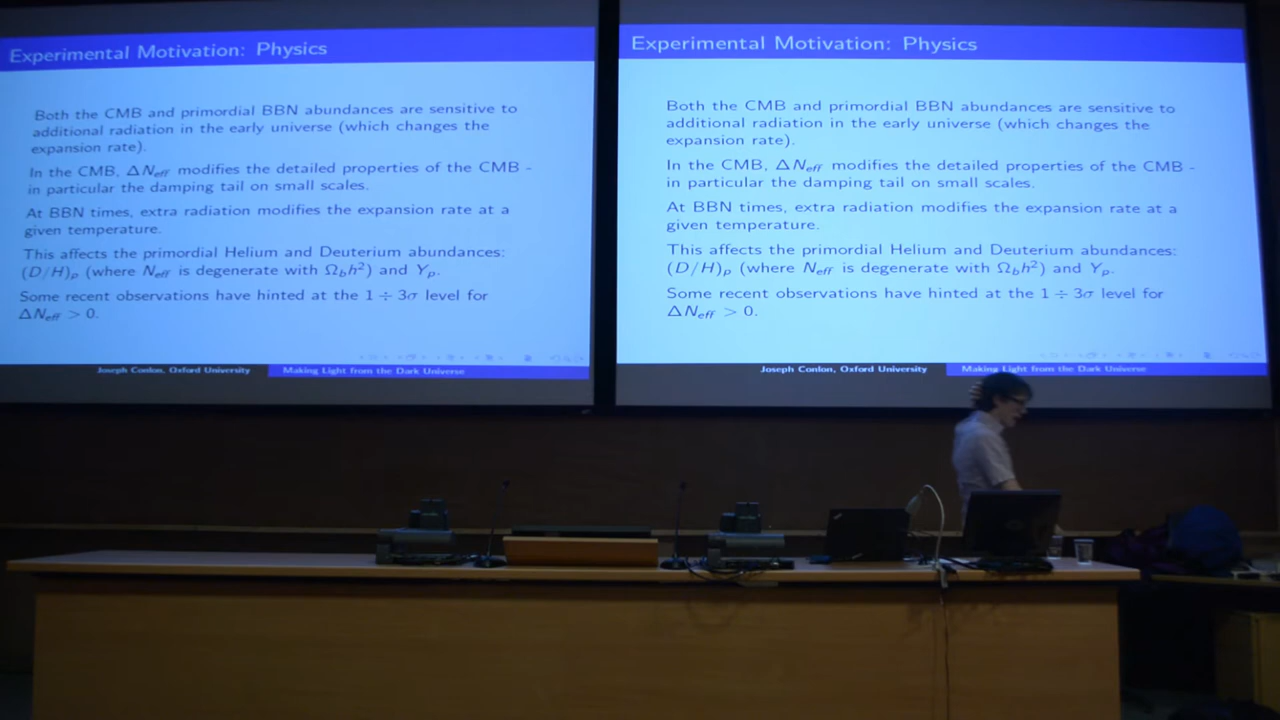 Experimental Motivation: Physics
Both the CMB and primordial BBN abundances are sensitive to
additional radiation in the early universe (which changes the
expansion rate).
In the CMB, ΔN_eff modifies the detailed properties of the CMB -
in particular the damping tail on small scales.
At BBN times, extra radiation modifies the expansion rate at a
given temperature.
This affects the primordial Helium and Deuterium abundances:
(D/H)_p (where N_eff is degenerate with Ω_b h²) and Y_p.
Some recent observations have hinted at the 1 ÷ 3σ level for
ΔN_eff > 0.
Joseph Conlon, Oxford University
Making Light from the Dark Universe
Experimental Motivation: Physics
Both the CMB and primordial BBN abundances are sensitive to
additional radiation in the early universe (which changes the
expansion rate).
In the CMB, ΔN_eff modifies the detailed properties of the CMB -
in particular the damping tail on small scales.
At BBN times, extra radiation modifies the expansion rate at a
given temperature.
This affects the primordial Helium and Deuterium abundances:
(D/H)_p (where N_eff is degenerate with Ω_b h²) and Y_p.
Some recent observations have hinted at the 1 ÷ 3σ level for
ΔN_eff > 0.
Joseph Conlon, Oxford University
Making Light from the Dark Universe